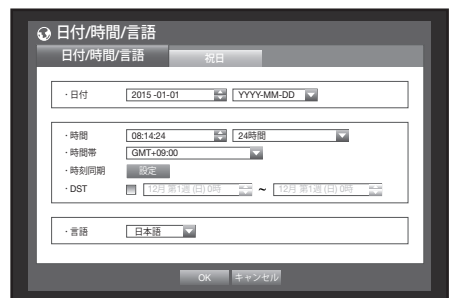 日付/時間/言語
日付/時間/言語 祝日
・日付 2015 -01-01 YYYY-MM-DD
・時間 08:14:24 24時間
・時間帯 GMT+09:00
・時刻同期 設定
・DST 12月 第1週 (日) 0時 ~ 12月 第1週 (日) 0時
・言語 日本語
OK キャンセル